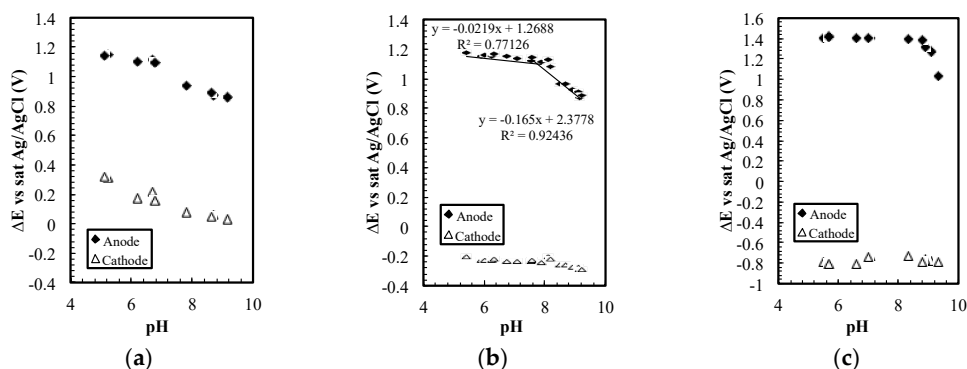 1.4
1.2
1
0.8
0.6
0.4
0.2
0
-0.2
-0.4
ΔE vs sat Ag/AgCl (V)
Anode
Cathode
4 6 8 10
pH
(a)
1.4
1.2
1
0.8
0.6
0.4
0.2
0
-0.2
-0.4
ΔE vs sat Ag/AgCl (V)
y = -0.0219x + 1.2688
R² = 0.77126
y = -0.165x + 2.3778
R² = 0.92436
Anode
Cathode
4 6 8 10
pH
(b)
1.6
1.4
1.2
1
0.8
0.6
0.4
0.2
0
-0.2
-0.4
-0.6
-0.8
-1
ΔE vs sat Ag/AgCl (V)
Anode
Cathode
4 6 8 10
pH
(c)